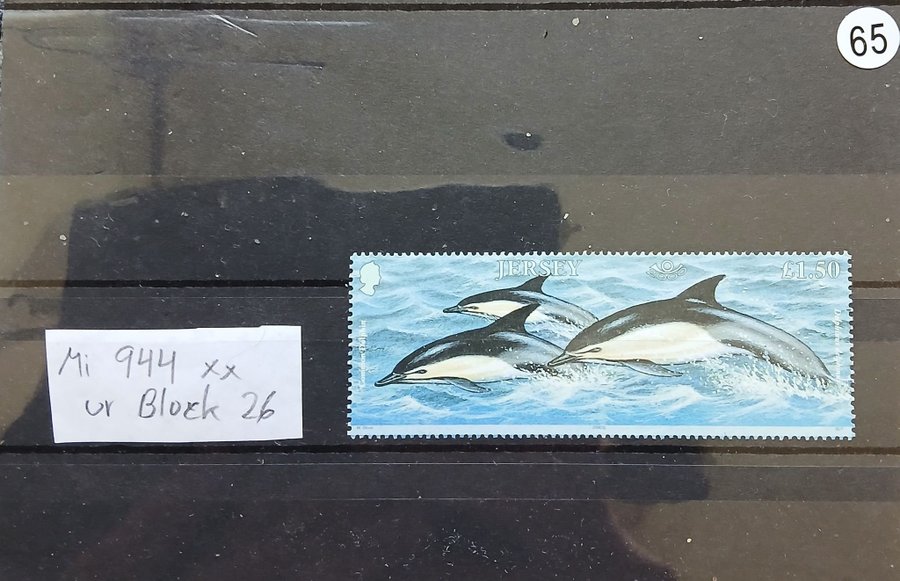 65
JERSEY
£1.50
Mi 944 xx
ur Block 26